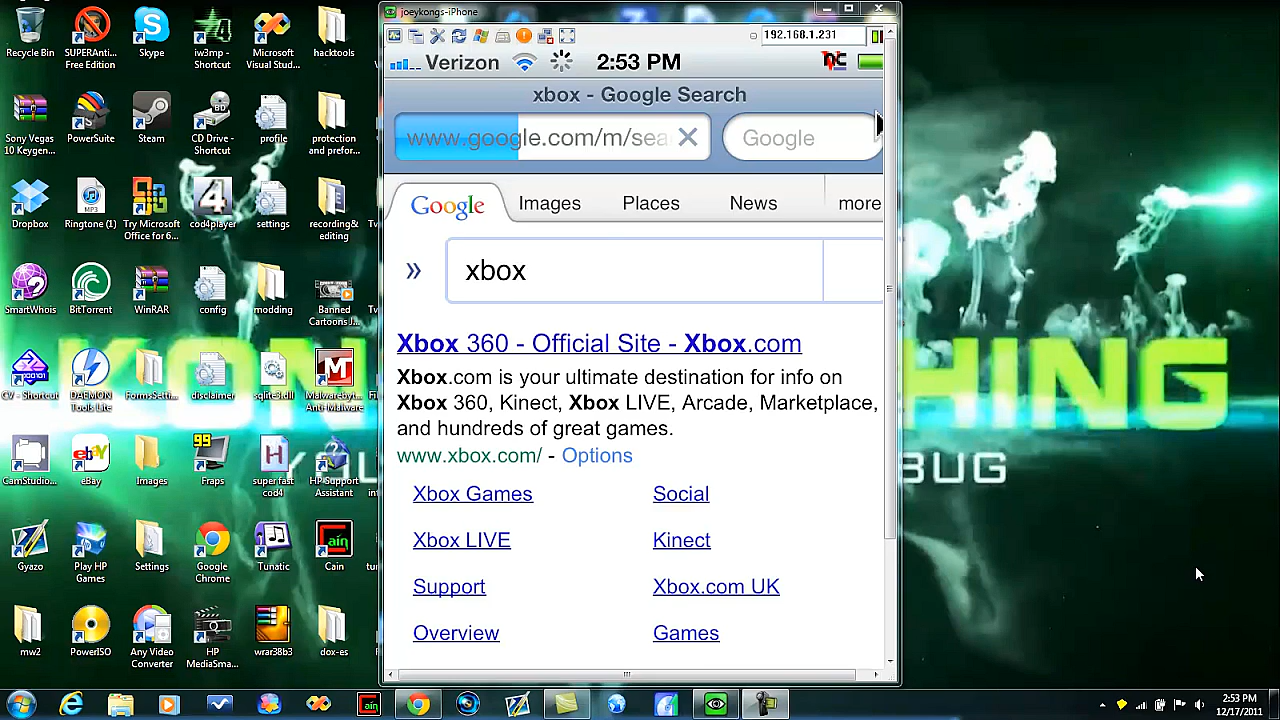 joeykongs-iPhone
192.168.1.231
Verizon 2:53 PM
xbox - Google Search
www.google.com/m/sea
Google
Google Images Places News more
» xbox
Xbox 360 - Official Site - Xbox.com
Xbox.com is your ultimate destination for info on
Xbox 360, Kinect, Xbox LIVE, Arcade, Marketplace,
and hundreds of great games.
www.xbox.com/ - Options
Xbox Games Social
Xbox LIVE Kinect
Support Xbox.com UK
Overview Games
Recycle Bin
SUPERAnti...
Free Edition
Skype
iw3mp -
Shortcut
Microsoft
Visual Stud...
hacktools
Sony Vegas
10 Keygen...
PowerSuite
Steam
CD Drive -
Shortcut
profile
protection
and prefor...
Dropbox
Ringtone (1)
Try Microsoft
Office for 6...
cod4player
settings
recording&
editing
SmartWhois
BitTorrent
WinRAR
config
modding
Banned
Cartoons J...
CV - Shortcut
DAEMON
Tools Lite
FormsSetti...
disclaimer
sqlite3.dll
Malwarebyt...
Anti-Malware
CamStudio...
eBay
Images
Fraps
super fast
cod4
HP Support
Assistant
Gyazo
Play HP
Games
Settings
Google
Chrome
Tunatic
Cain
mw2
PowerISO
Any Video
Converter
HP
MediaSma...
wrar38b3
dox-es
KON
HING
BUG
2:53 PM
12/17/2011